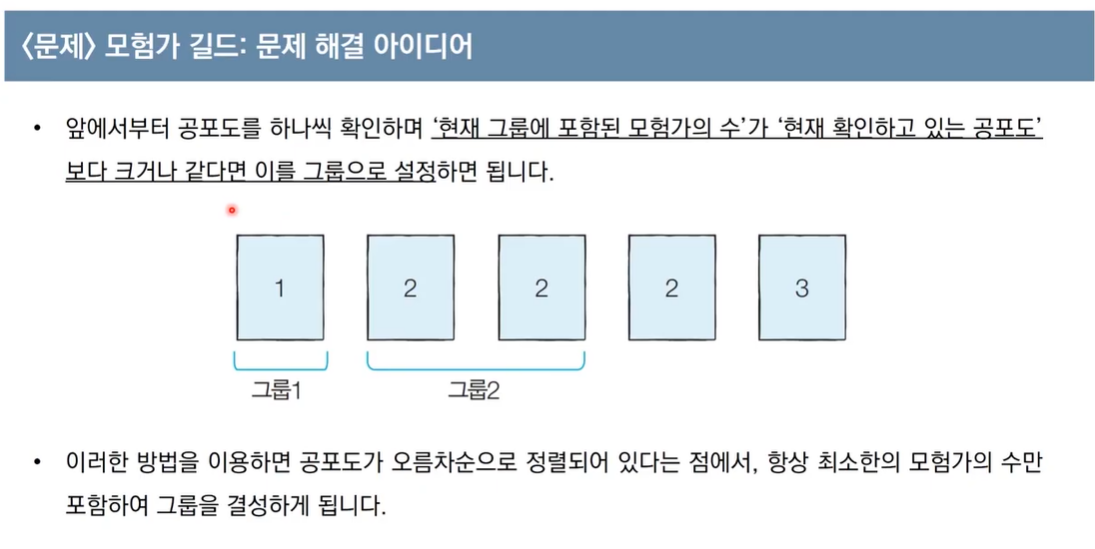 <문제> 모험가 길드: 문제 해결 아이디어
• 앞에서부터 공포도를 하나씩 확인하며 ‘현재 그룹에 포함된 모험가의 수’가 ‘현재 확인하고 있는 공포도’
보다 크거나 같다면 이를 그룹으로 설정하면 됩니다.
1 2 2 2 3
그룹1 그룹2
• 이러한 방법을 이용하면 공포도가 오름차순으로 정렬되어 있다는 점에서, 항상 최소한의 모험가의 수만
포함하여 그룹을 결성하게 됩니다.